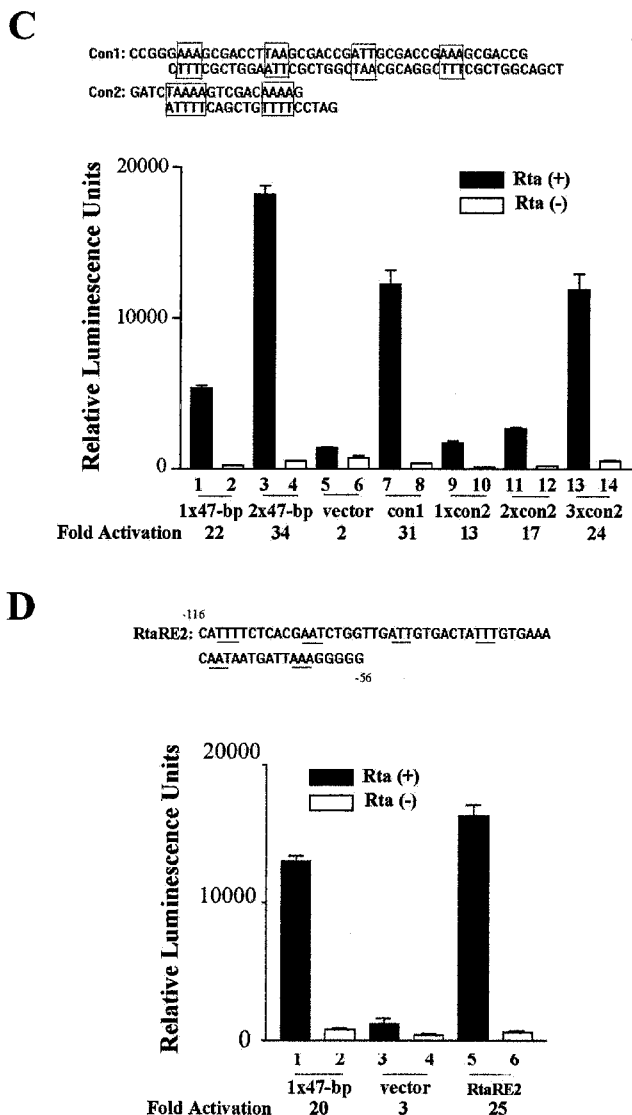 C
Con1: CCGGGAAAGCGACCTTAAGCGACCGATTGCGACCGAAAGCGACCG
CTTTCGCTGGAATTCGCTGGCTAACGCAGGCTTTCGCTGGCAGCT
Con2: GATCTAAAAGTCGACAAAAG
ATTTTCAGCTGTTTTCCTAG
20000
Rta (+)
Rta (-)
Relative Luminescence Units
10000
0
1 2 3 4 5 6 7 8 9 10 11 12 13 14
1x47-bp 2x47-bp vector con1 1xcon2 2xcon2 3xcon2
Fold Activation 22 34 2 31 13 17 24
D
-116
RtaRE2: CATTTTCTCACGAATCTGGTTGATTGTGACTATTTGTGAAA
CAATAATGATTAAAGGGGG
-56
20000
Rta (+)
Rta (-)
Relative Luminescence Units
10000
0
1 2 3 4 5 6
1x47-bp vector RtaRE2
Fold Activation 20 3 25